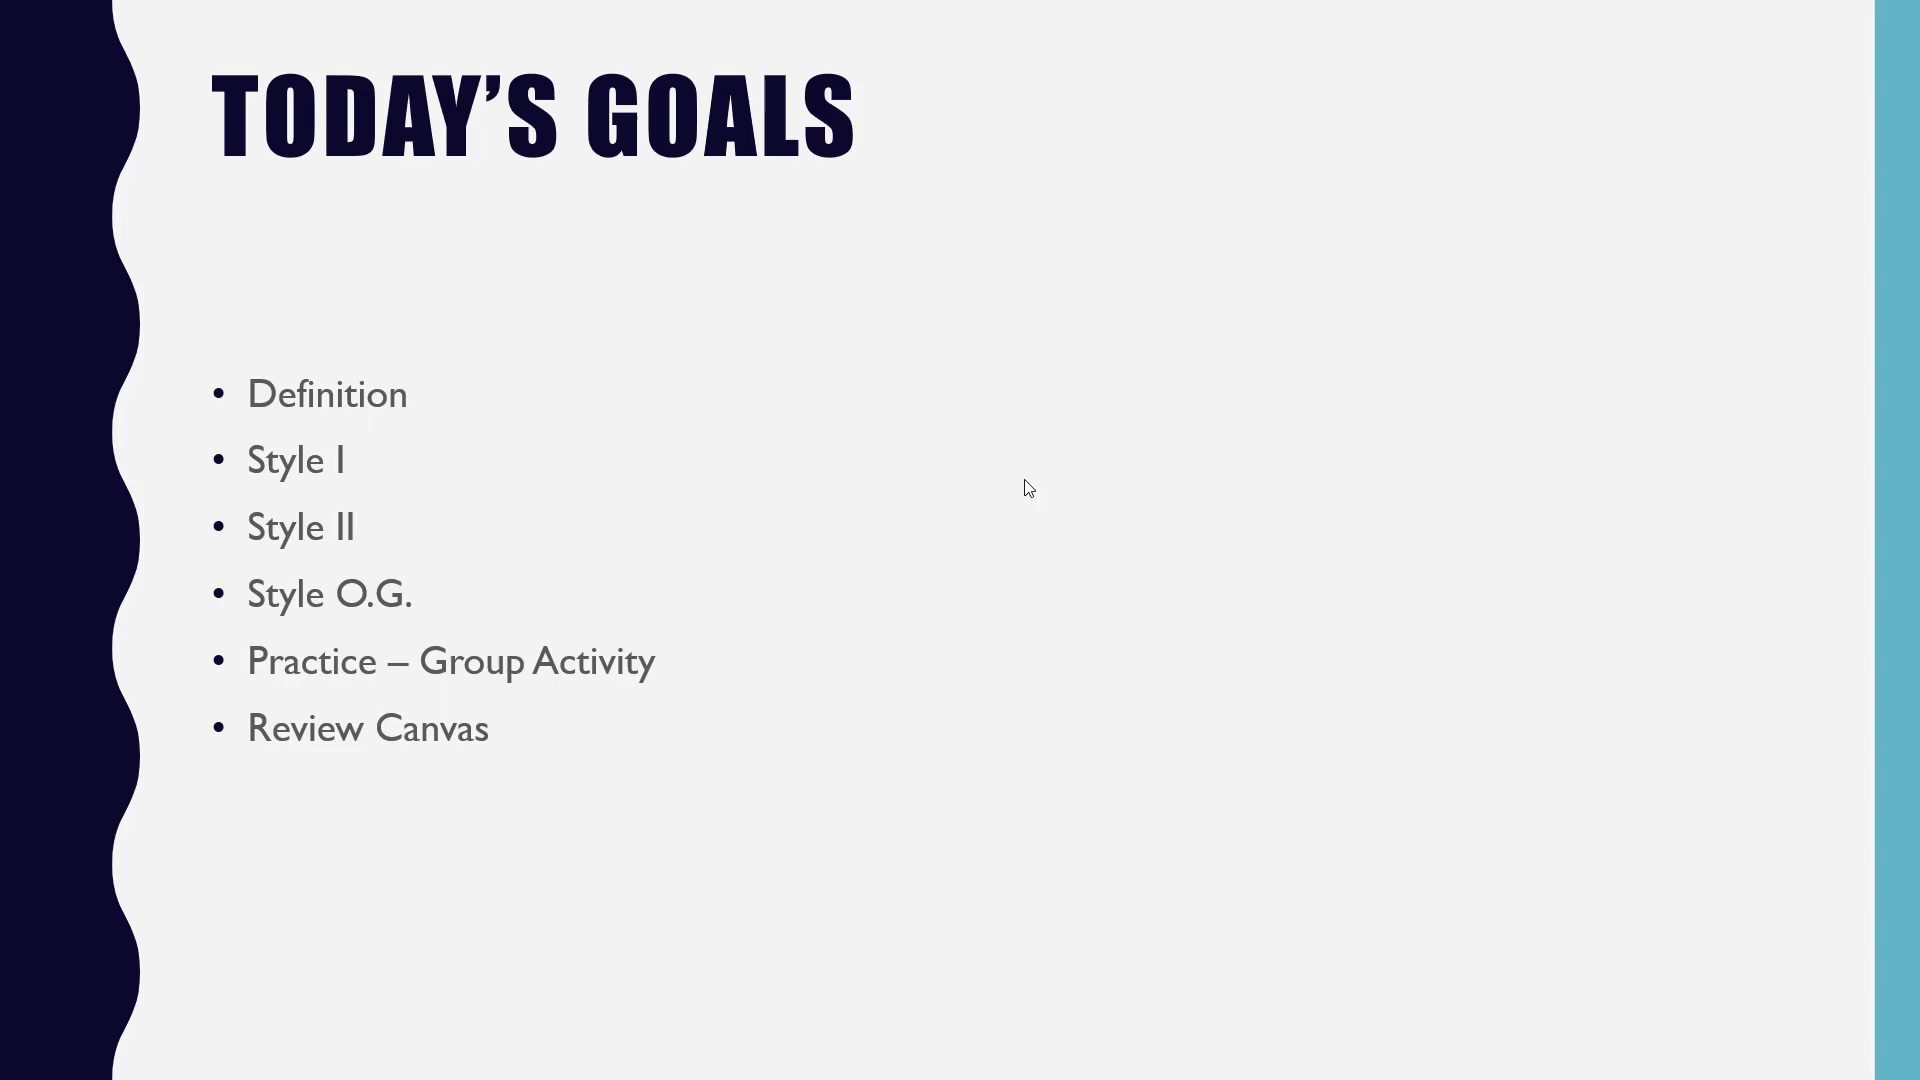 TODAY’S GOALS
• Definition
• Style I
• Style II
• Style O.G.
• Practice – Group Activity
• Review Canvas